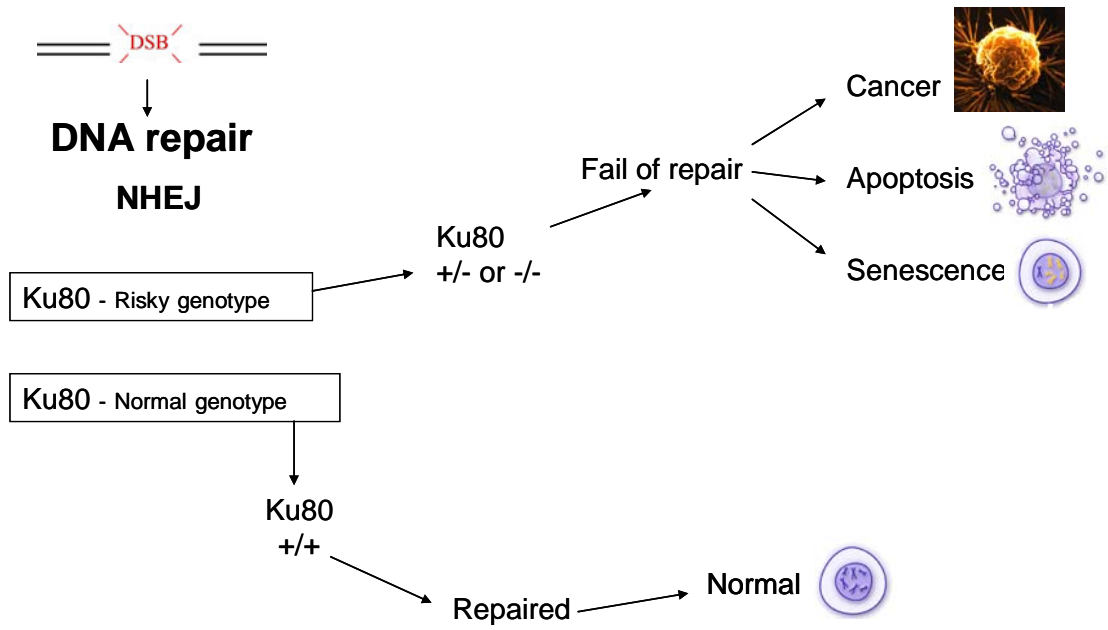 DSB
DNA repair
NHEJ
Ku80 - Risky genotype
Ku80
+/- or -/-
Fail of repair
Cancer
Apoptosis
Senescence
Ku80 - Normal genotype
Ku80
+/+
Repaired
Normal